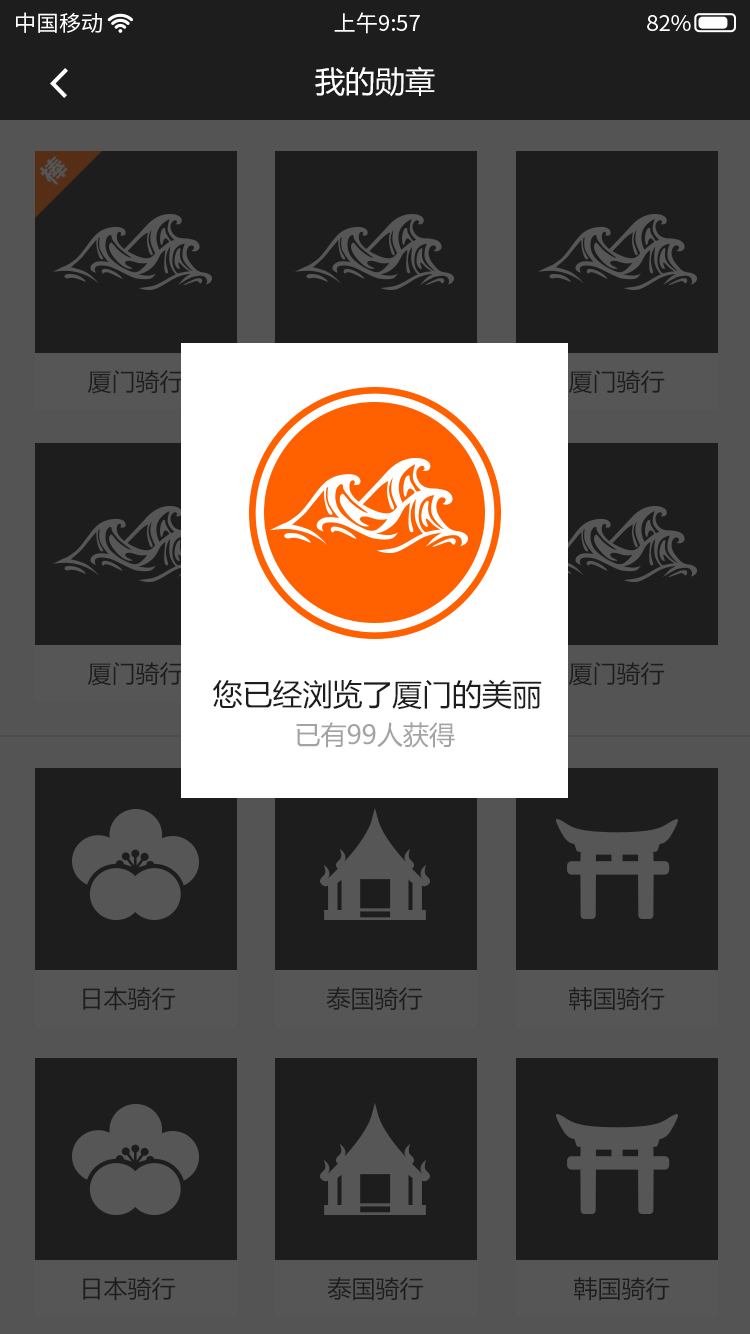 中国移动 上午9:57 82%
我的勋章
棒
厦门骑行 厦门骑行
厦门骑行 厦门骑行
您已经浏览了厦门的美丽
已有99人获得
日本骑行 泰国骑行 韩国骑行
日本骑行 泰国骑行 韩国骑行